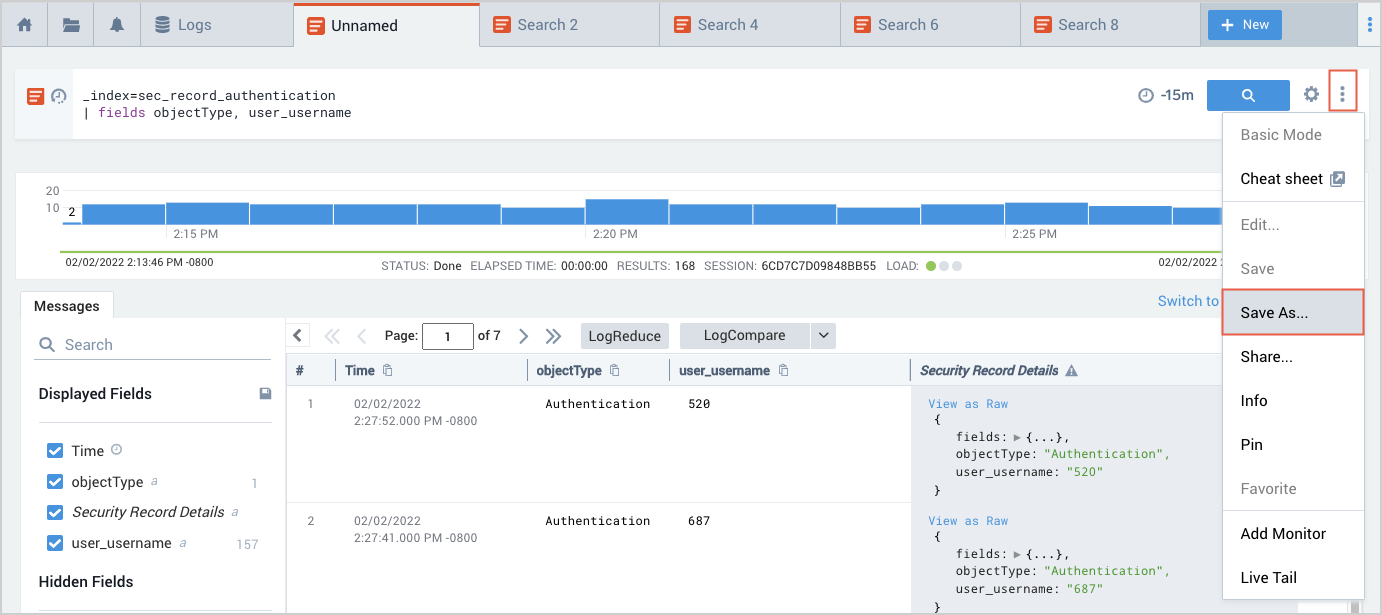 Logs
Unnamed
Search 2
Search 4
Search 6
Search 8
+ New
_index=sec_record_authentication
| fields objectType, user_username
-15m
Basic Mode
Cheat sheet
Edit...
Save
Save As...
Share...
Info
Pin
Favorite
Add Monitor
Live Tail
20
10
2
2:15 PM
2:20 PM
2:25 PM
02/02/2022 2:13:46 PM -0800
STATUS: Done ELAPSED TIME: 00:00:00 RESULTS: 168 SESSION: 6CD7C7D09848BB55 LOAD:
02/02/2022
Switch to
Messages
Search
Displayed Fields
Time
objectType a 1
Security Record Details a
user_username a 157
Hidden Fields
Page: 1 of 7
LogReduce
LogCompare
# Time objectType user_username Security Record Details
1 02/02/2022 Authentication 520 View as Raw
2:27:52.000 PM -0800
{
fields: {...},
objectType: "Authentication",
user_username: "520"
}
2 02/02/2022 Authentication 687 View as Raw
2:27:41.000 PM -0800
{
fields: {...},
objectType: "Authentication",
user_username: "687"
}